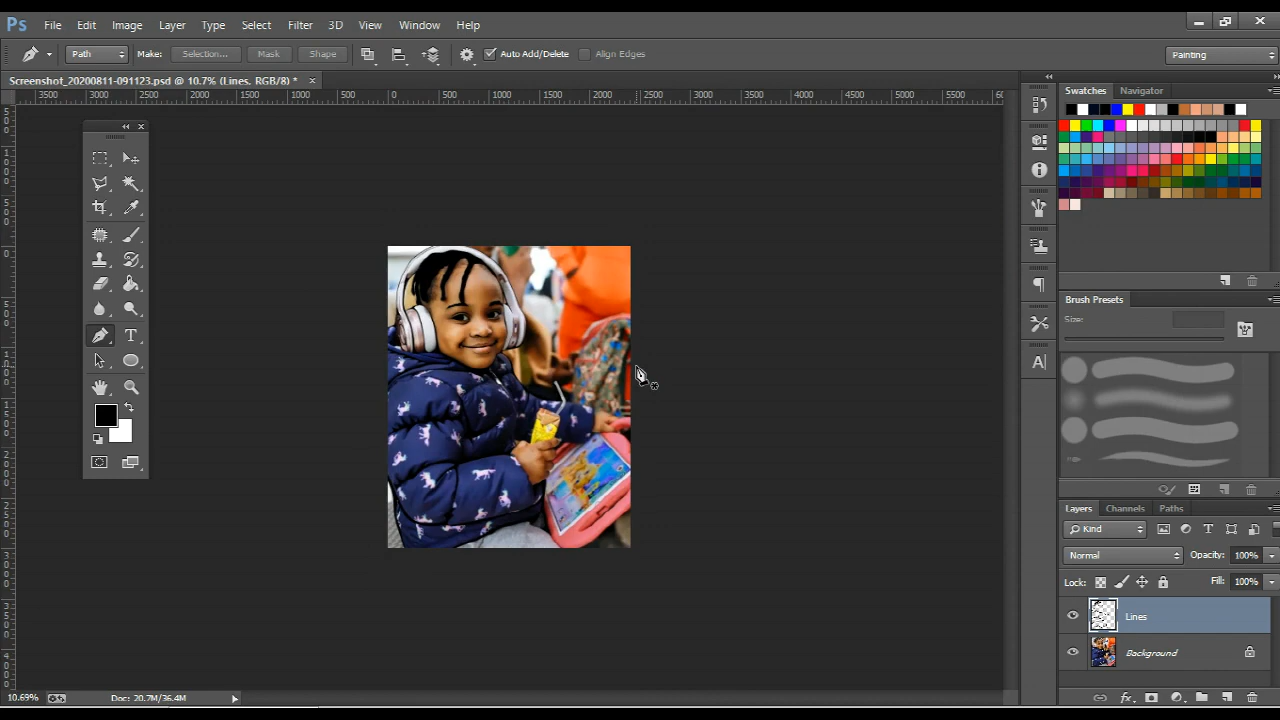 Ps File Edit Image Layer Type Select Filter 3D View Window Help
Path Make: Selection... Mask Shape Auto Add/Delete Align Edges Painting
Screenshot_20200811-091123.psd @ 10.7% (Lines, RGB/8) *
3500 3000 2500 2000 1500 1000 500 0 500 1000 1500 2000 2500 3000 3500 4000 4500 5000 5500
Swatches Navigator
Brush Presets
Size:
Layers Channels Paths
Kind
Normal Opacity: 100%
Lock: Fill: 100%
Lines
Background
10.69% Doc: 20.7M/36.4M